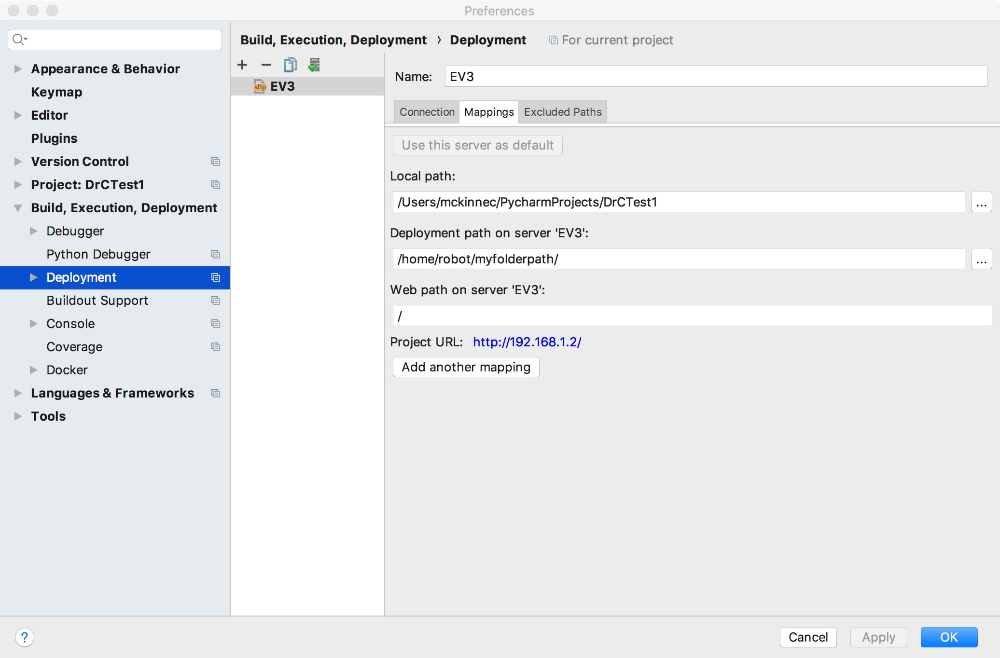 Preferences
Appearance & Behavior
Keymap
Editor
Plugins
Version Control
Project: DrCTest1
Build, Execution, Deployment
Debugger
Python Debugger
Deployment
Buildout Support
Console
Coverage
Docker
Languages & Frameworks
Tools
Build, Execution, Deployment › Deployment For current project
sftp EV3
Name: EV3
Connection Mappings Excluded Paths
Use this server as default
Local path:
/Users/mckinnec/PycharmProjects/DrCTest1 ...
Deployment path on server 'EV3':
/home/robot/myfolderpath/ ...
Web path on server 'EV3':
/
Project URL: http://192.168.1.2/
Add another mapping
? Cancel Apply OK